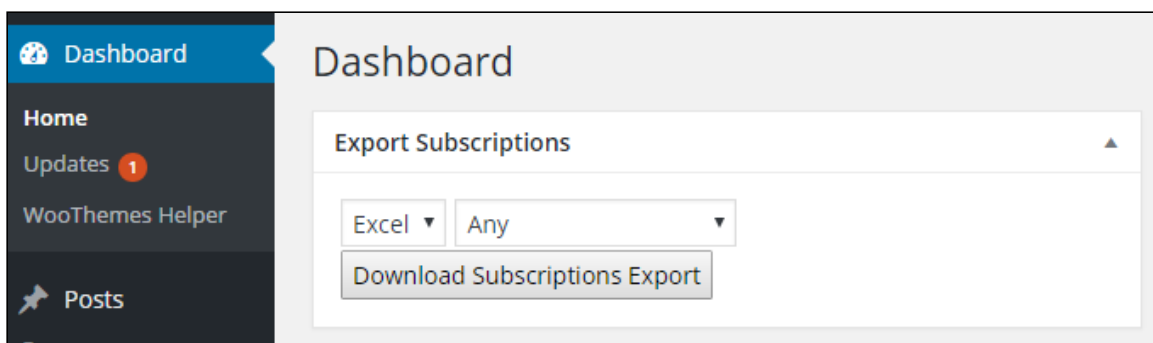 Dashboard
Home
Updates 1
WooThemes Helper
Posts
Dashboard
Export Subscriptions
Excel Any
Download Subscriptions Export